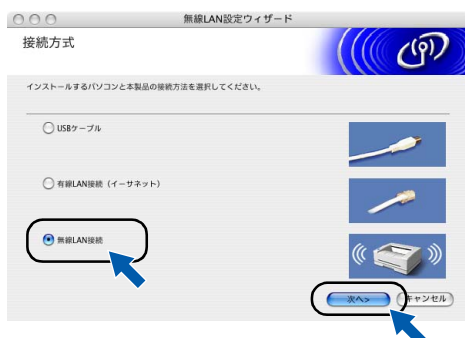 無線LAN設定ウィザード
接続方式
インストールするパソコンと本製品の接続方法を選択してください。
USBケーブル
有線LAN接続（イーサネット）
無線LAN接続
次へ>
キャンセル